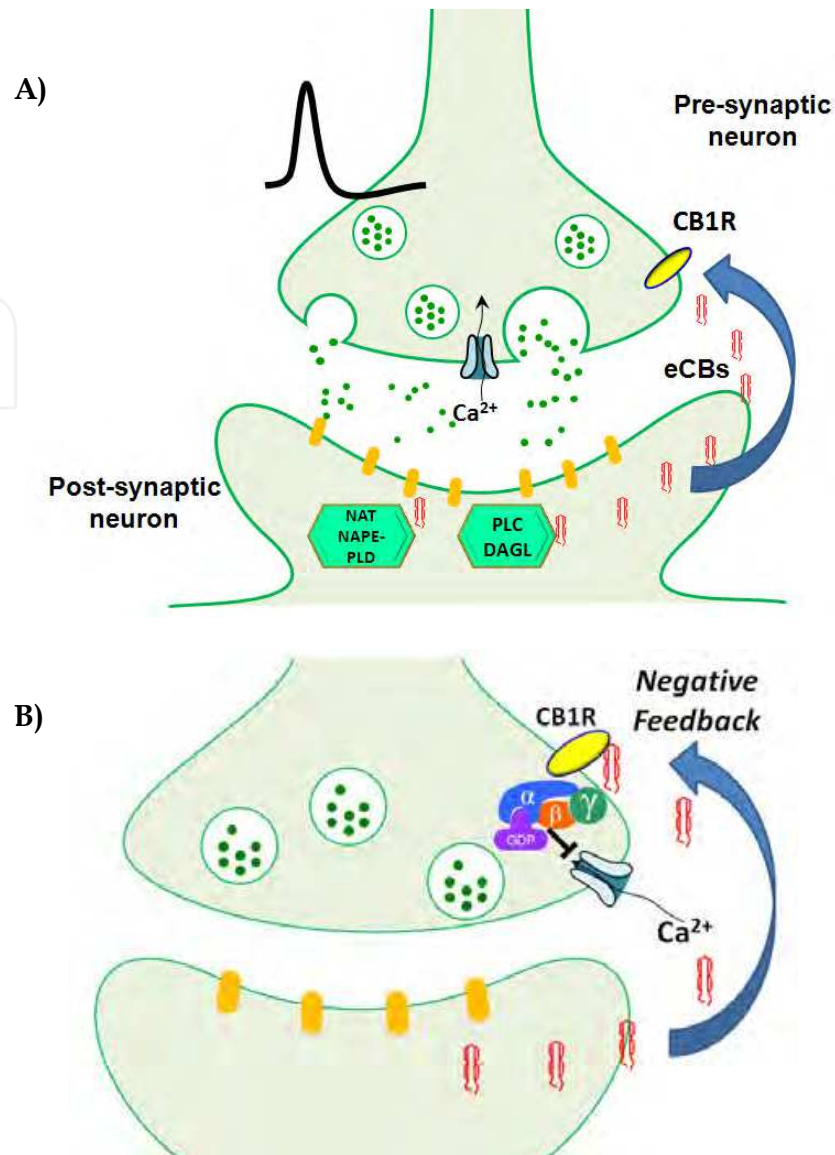 A)
Pre-synaptic
neuron
CB1R
eCBs
Ca²⁺
Post-synaptic
neuron
NAT
NAPE-
PLD
PLC
DAGL
B)
Negative
Feedback
CB1R
α
β
γ
GDP
Ca²⁺